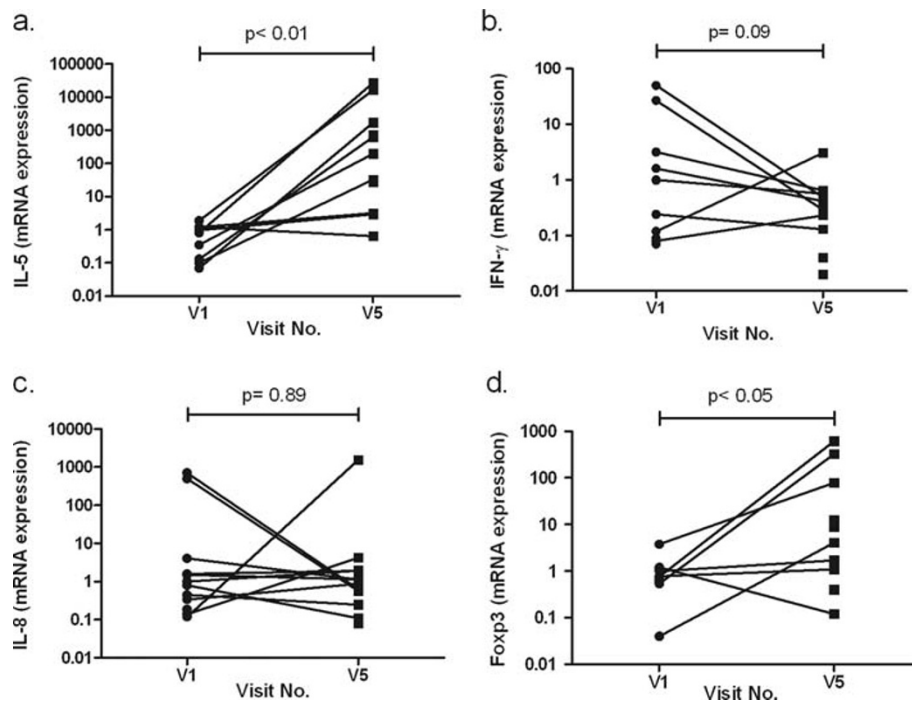 a.
p< 0.01
IL-5 (mRNA expression)
100000
10000
1000
100
10
1
0.1
0.01
V1
V5
Visit No.
b.
p= 0.09
IFN-γ (mRNA expression)
100
10
1
0.1
0.01
V1
V5
Visit No.
c.
p= 0.89
IL-8 (mRNA expression)
10000
1000
100
10
1
0.1
0.01
V1
V5
Visit No.
d.
p< 0.05
Foxp3 (mRNA expression)
1000
100
10
1
0.1
0.01
V1
V5
Visit No.